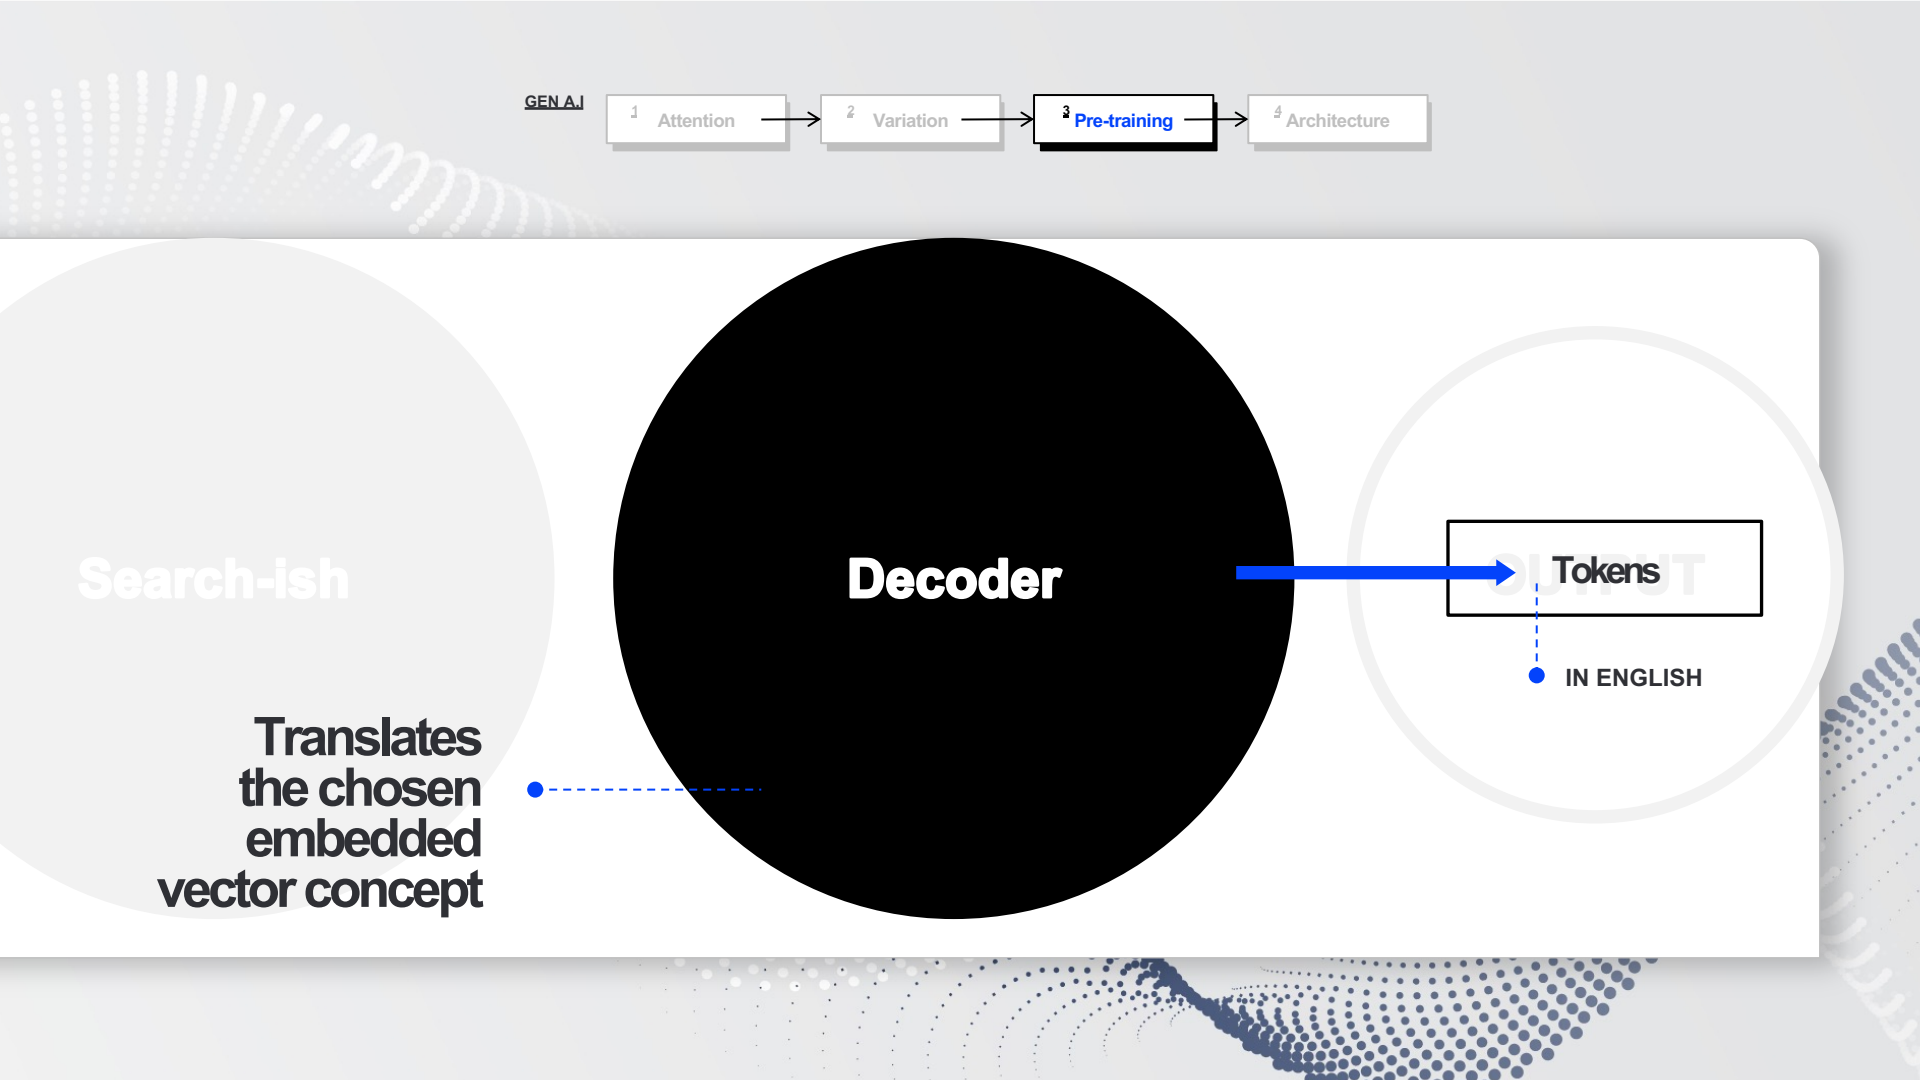 GEN A.I
1 Attention
2 Variation
3 Pre-training
4 Architecture
Search-ish
Decoder
OUTPUT
Tokens
IN ENGLISH
Translates
the chosen
embedded
vector concept